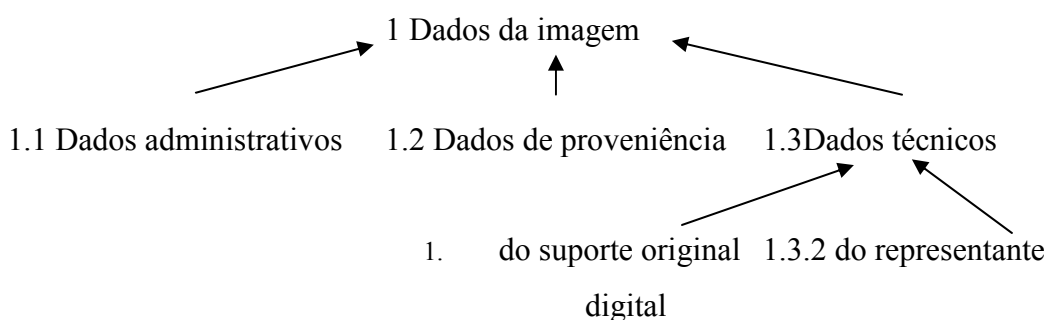 1 Dados da imagem
1.1 Dados administrativos 1.2 Dados de proveniência 1.3Dados técnicos
1. do suporte original 1.3.2 do representante
digital